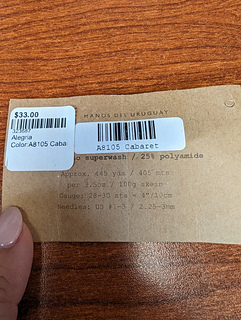 $33.00
Alegria
Color:A8105 Caba
MANOS DEL URUGUAY
A8105 Cabaret
superwash / 25% polyamide
Approx. 445 yds / 405 mts
per 3.5oz / 100g skein
Gauge: 28-30 sts = 4"/10cm
Needles: US #1-3 / 2.25-3mm